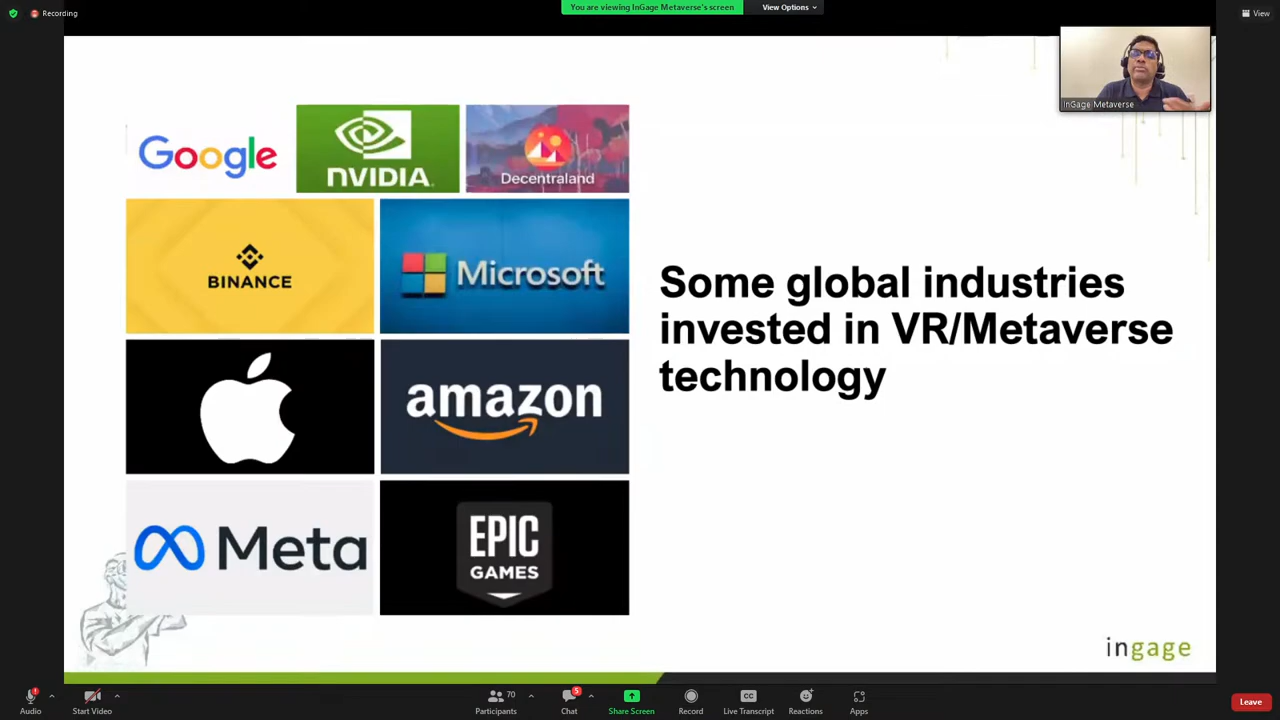 Recording
You are viewing InGage Metaverse's screen
View Options
View
InGage Metaverse
Google
NVIDIA.
Decentraland
BINANCE
Microsoft
amazon
Meta
EPIC
GAMES
Some global industries
invested in VR/Metaverse
technology
ingage
Audio
Start Video
Participants
70
Chat
5
Share Screen
Record
CC
Live Transcript
Reactions
Apps
Leave